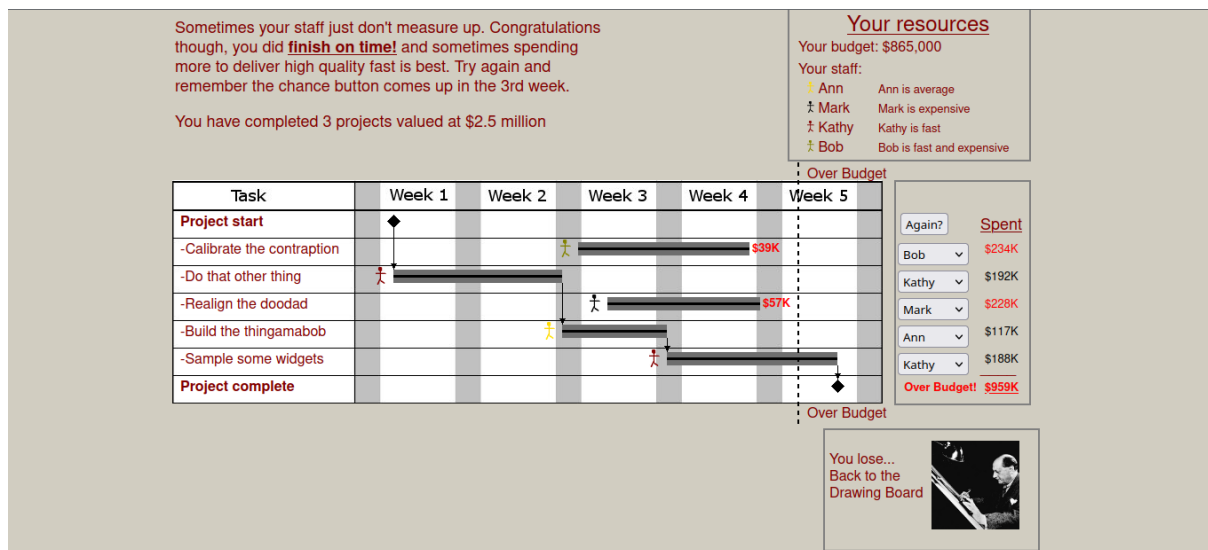 Sometimes your staff just don't measure up. Congratulations
though, you did finish on time! and sometimes spending
more to deliver high quality fast is best. Try again and
remember the chance button comes up in the 3rd week.
You have completed 3 projects valued at $2.5 million
Your resources
Your budget: $865,000
Your staff:
Ann Ann is average
Mark Mark is expensive
Kathy Kathy is fast
Bob Bob is fast and expensive
Over Budget
Task Week 1 Week 2 Week 3 Week 4 Week 5
Project start Again? Spent
-Calibrate the contraption $39K Bob $234K
-Do that other thing Kathy $192K
-Realign the doodad $57K Mark $228K
-Build the thingamabob Ann $117K
-Sample some widgets Kathy $188K
Project complete Over Budget! $959K
Over Budget
You lose...
Back to the
Drawing Board